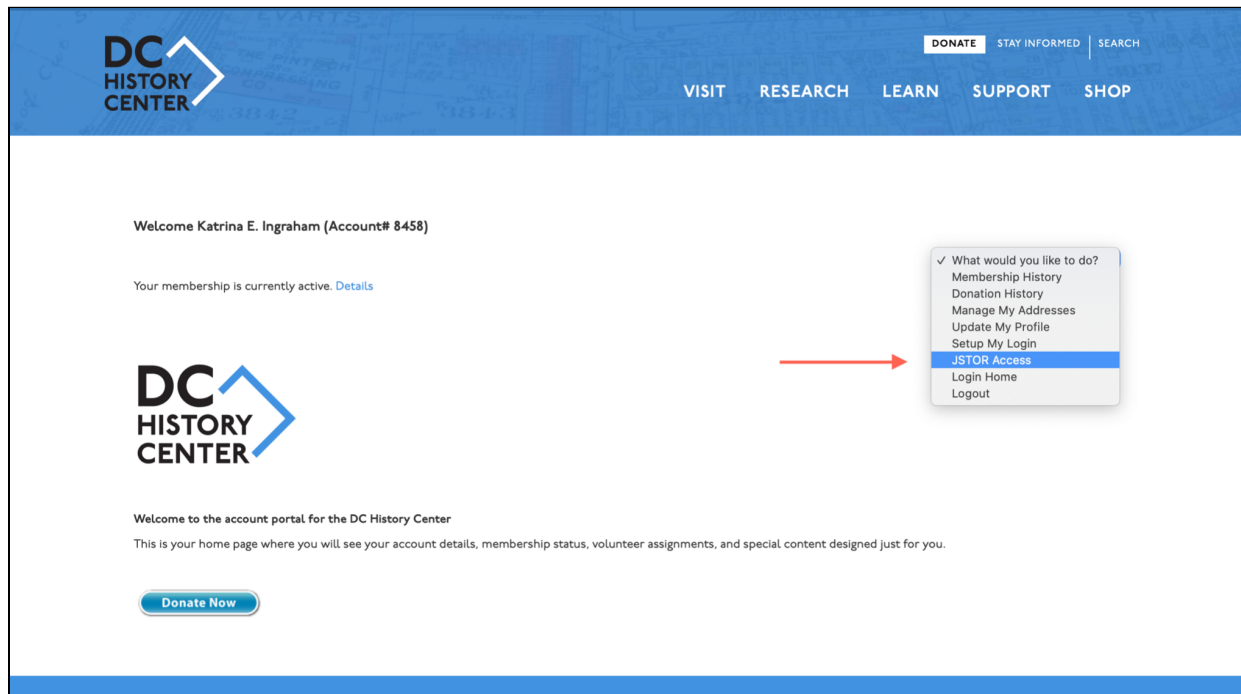 EVARTS
DC
HISTORY
CENTER
3842
3843
DONATE STAY INFORMED SEARCH
VISIT RESEARCH LEARN SUPPORT SHOP
Welcome Katrina E. Ingraham (Account# 8458)
Your membership is currently active. Details
✓ What would you like to do?
Membership History
Donation History
Manage My Addresses
Update My Profile
Setup My Login
JSTOR Access
Login Home
Logout
DC
HISTORY
CENTER
Welcome to the account portal for the DC History Center
This is your home page where you will see your account details, membership status, volunteer assignments, and special content designed just for you.
Donate Now